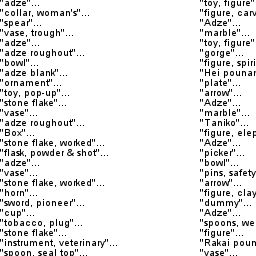 "adze"...
"collar, woman's"...
"spear"...
"vase, trough"...
"adze"...
"adze roughout"...
"bowl"...
"adze blank"...
"ornament"...
"toy, pop-up"...
"stone flake"...
"vase"...
"adze roughout"...
"Box"...
"stone flake, worked"...
"flask, powder & shot"...
"adze"...
"vase"...
"stone flake, worked"...
"horn"...
"sword, pioneer"...
"cup"...
"tobacco, plug"...
"stone flake"...
"instrument, veterinary"...
"spoon, seal top"...
"toy, figure"
"figure, carv
"Adze"...
"marble"...
"toy, figure"
"gorge"...
"figure, spiri
"Hei pounar
"plate"...
"arrow"...
"Adze"...
"marble"...
"Taniko"...
"figure, elep
"Adze"...
"picker"...
"bowl"...
"pins, safety
"arrow"...
"figure, clay
"dummy"...
"Adze"...
"spoons, we
"figure"...
"Rakai poun
"vase"...